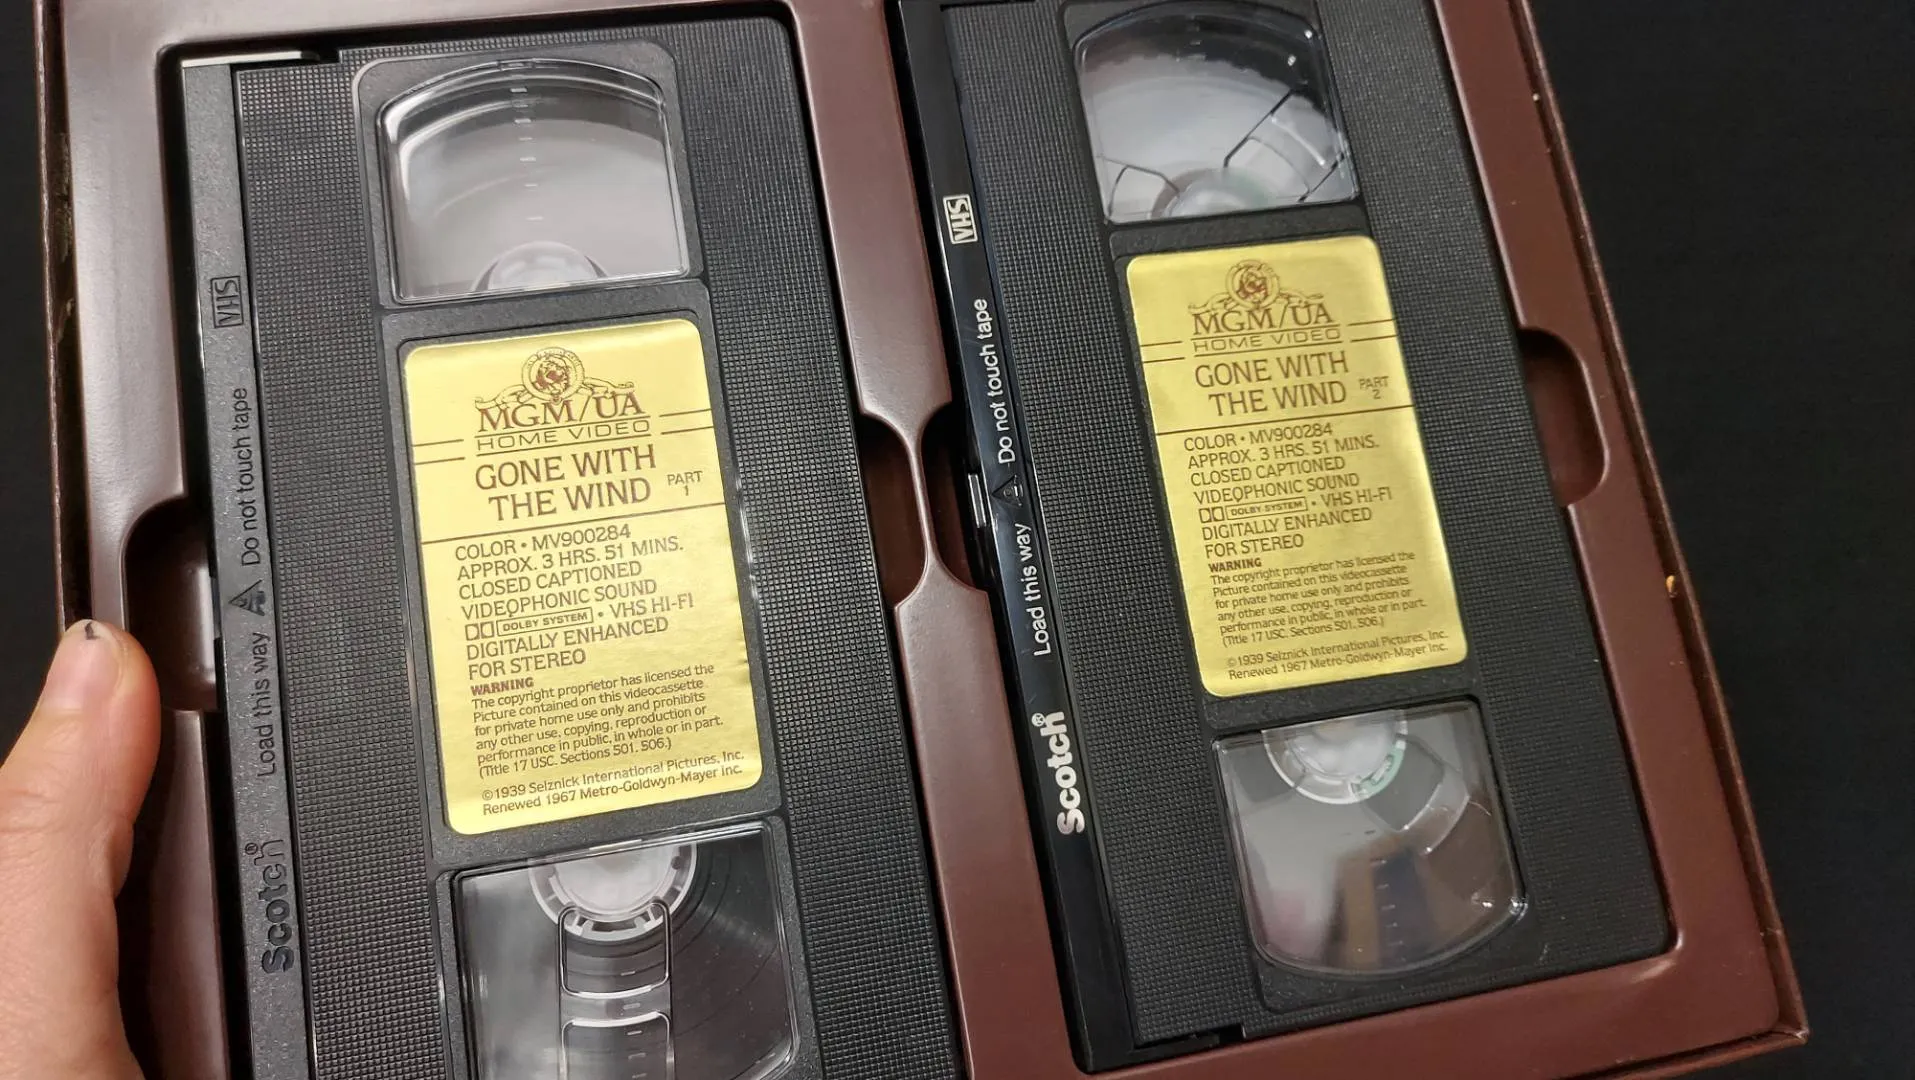 VHS
Do not touch tape
Load this way
Scotch®
MGM/UA
HOME VIDEO
GONE WITH
THE WIND PART
1
COLOR • MV900284
APPROX. 3 HRS. 51 MINS.
CLOSED CAPTIONED
VIDEOPHONIC SOUND
DOLBY SYSTEM • VHS HI-FI
DIGITALLY ENHANCED
FOR STEREO
WARNING
The copyright proprietor has licensed the
Picture contained on this videocassette
for private home use only and prohibits
any other use, copying, reproduction or
performance in public, in whole or in part.
(Title 17 USC. Sections 501. 506.)
©1939 Selznick International Pictures, Inc.
Renewed 1967 Metro-Goldwyn-Mayer Inc.
VHS
Do not touch tape
Load this way
Scotch®
MGM/UA
HOME VIDEO
GONE WITH
THE WIND PART
2
COLOR • MV900284
APPROX. 3 HRS. 51 MINS.
CLOSED CAPTIONED
VIDEOPHONIC SOUND
DOLBY SYSTEM • VHS HI-FI
DIGITALLY ENHANCED
FOR STEREO
WARNING
The copyright proprietor has licensed the
Picture contained on this videocassette
for private home use only and prohibits
any other use, copying, reproduction or
performance in public, in whole or in part.
(Title 17 USC. Sections 501. 506.)
©1939 Selznick International Pictures, Inc.
Renewed 1967 Metro-Goldwyn-Mayer Inc.